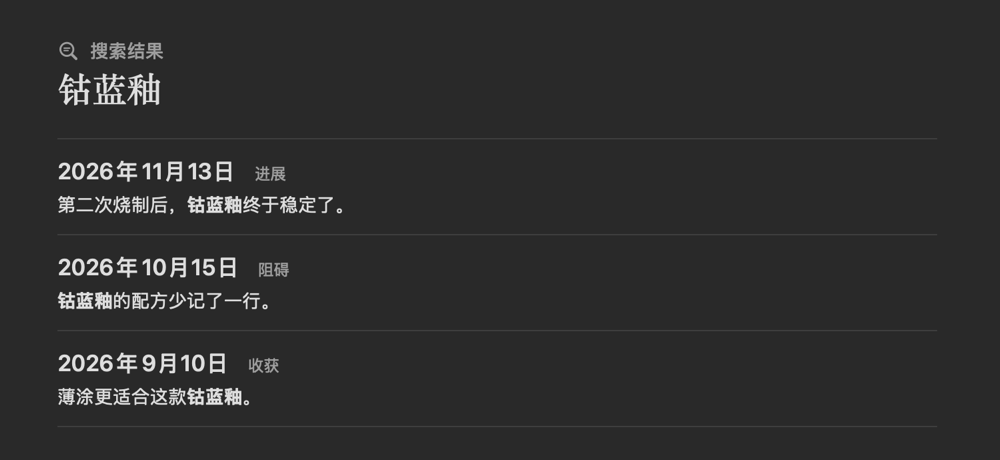 搜索结果
钴蓝釉
2026年11月13日 进展
第二次烧制后，钴蓝釉终于稳定了。
2026年10月15日 阻碍
钴蓝釉的配方少记了一行。
2026年9月10日 收获
薄涂更适合这款钴蓝釉。